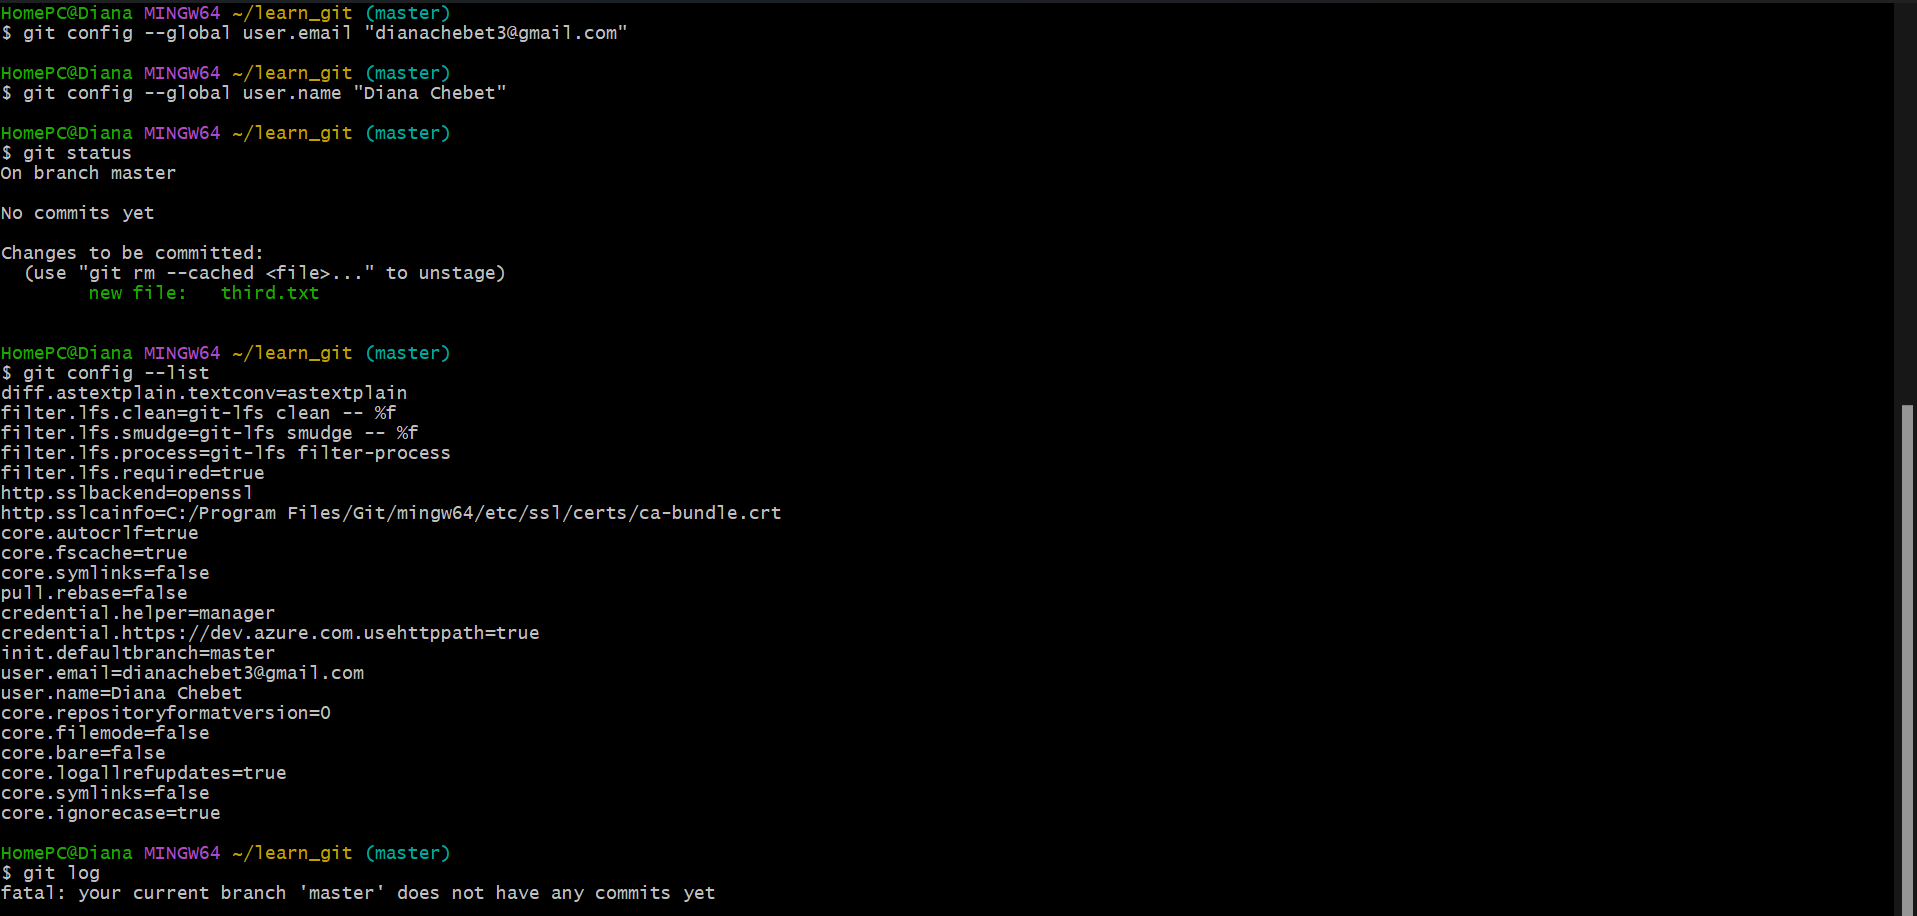 HomePC@Diana MINGW64 ~/learn_git (master)
$ git config --global user.email "dianachebet3@gmail.com"
HomePC@Diana MINGW64 ~/learn_git (master)
$ git config --global user.name "Diana Chebet"
HomePC@Diana MINGW64 ~/learn_git (master)
$ git status
On branch master
No commits yet
Changes to be committed:
  (use "git rm --cached <file>..." to unstage)
        new file:   third.txt
HomePC@Diana MINGW64 ~/learn_git (master)
$ git config --list
diff.astextplain.textconv=astextplain
filter.lfs.clean=git-lfs clean -- %f
filter.lfs.smudge=git-lfs smudge -- %f
filter.lfs.process=git-lfs filter-process
filter.lfs.required=true
http.sslbackend=openssl
http.sslcainfo=C:/Program Files/Git/mingw64/etc/ssl/certs/ca-bundle.crt
core.autocrlf=true
core.fscache=true
core.symlinks=false
pull.rebase=false
credential.helper=manager
credential.https://dev.azure.com.usehttppath=true
init.defaultbranch=master
user.email=dianachebet3@gmail.com
user.name=Diana Chebet
core.repositoryformatversion=0
core.filemode=false
core.bare=false
core.logallrefupdates=true
core.symlinks=false
core.ignorecase=true
HomePC@Diana MINGW64 ~/learn_git (master)
$ git log
fatal: your current branch 'master' does not have any commits yet